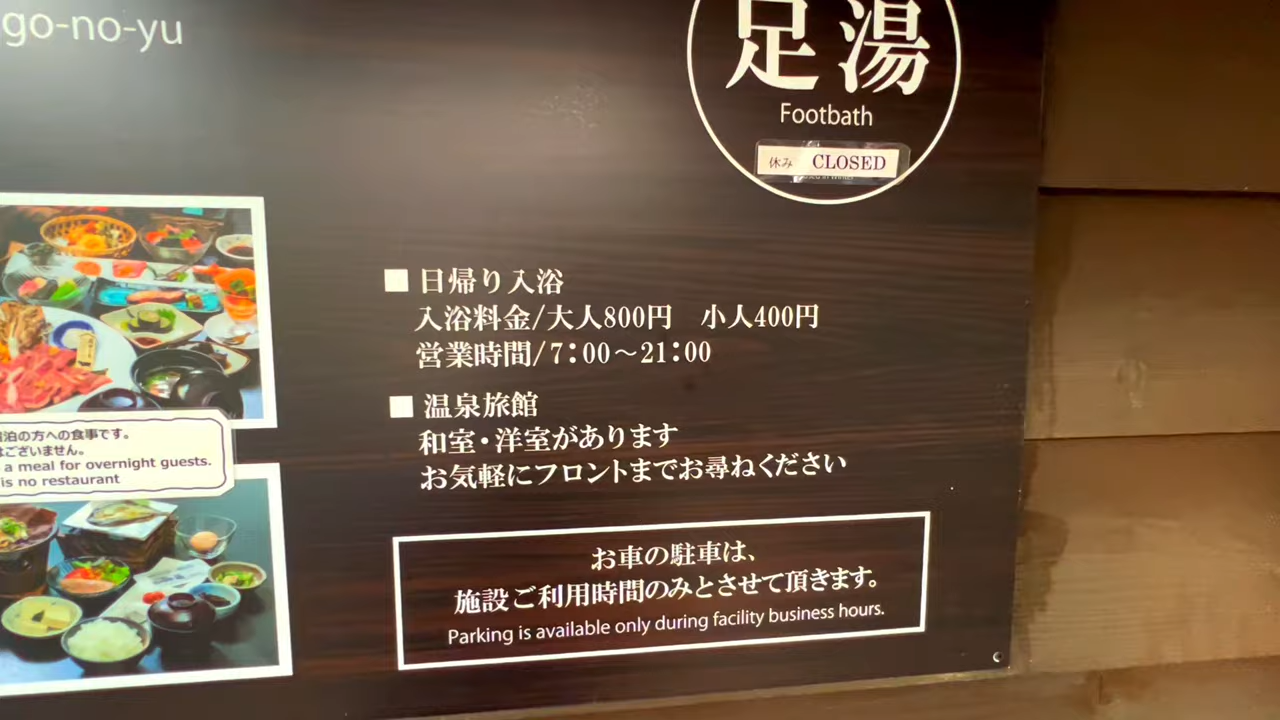 go-no-yu
足湯
Footbath
休み CLOSED
■ 日帰り入浴
入浴料金/大人800円 小人400円
営業時間/7:00～21:00
■ 温泉旅館
和室・洋室があります
お気軽にフロントまでお尋ねください
泊の方への食事です。
はございません。
a meal for overnight guests.
is no restaurant
お車の駐車は、
施設ご利用時間のみとさせて頂きます。
Parking is available only during facility business hours.